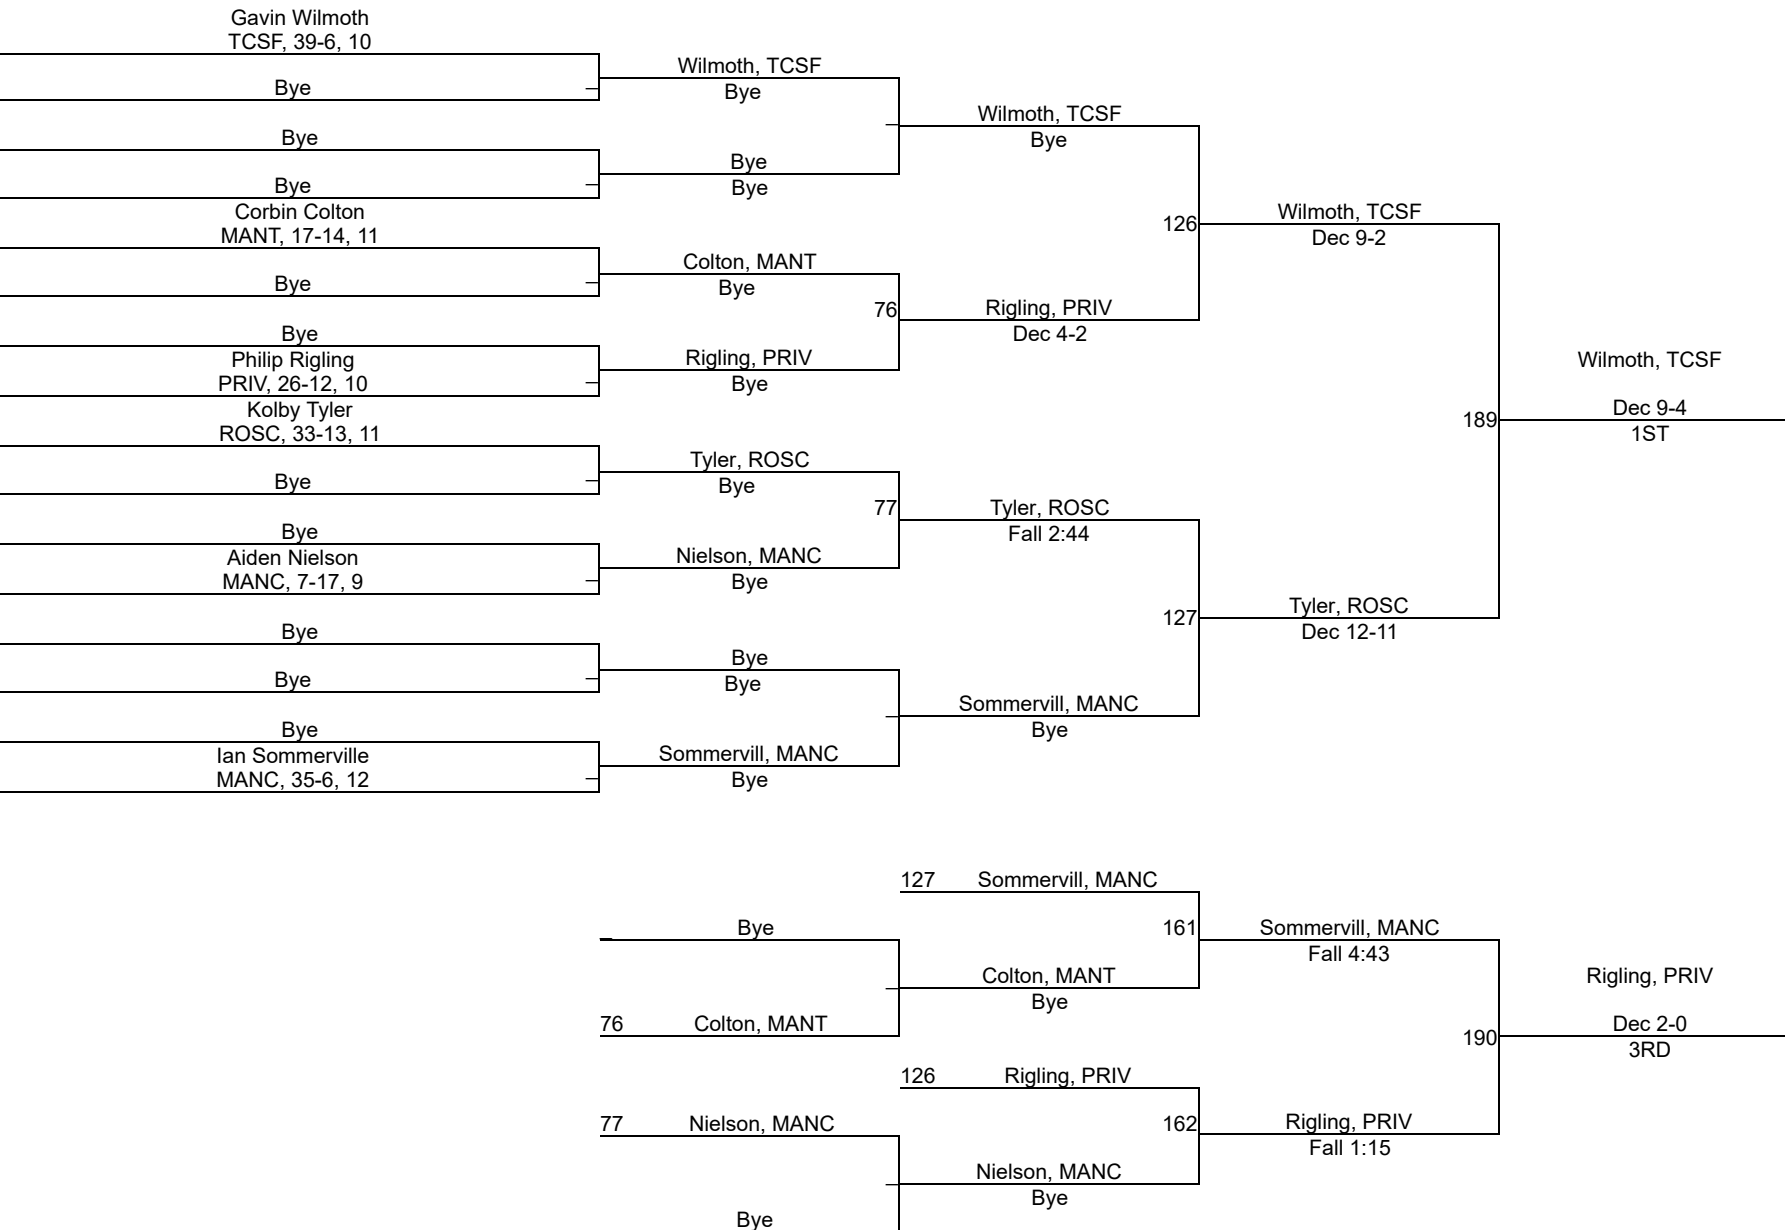 Gavin Wilmoth
TCSF, 39-6, 10
Bye
Bye
Bye
Corbin Colton
MANT, 17-14, 11
Bye
Bye
Philip Rigling
PRIV, 26-12, 10
Kolby Tyler
ROSC, 33-13, 11
Bye
Bye
Aiden Nielson
MANC, 7-17, 9
Bye
Bye
Bye
Ian Sommerville
MANC, 35-6, 12
Wilmoth, TCSF
Bye
Bye
Bye
Colton, MANT
Bye
Rigling, PRIV
Bye
Tyler, ROSC
Bye
Nielson, MANC
Bye
Bye
Bye
Sommervill, MANC
Bye
Wilmoth, TCSF
Bye
76
Rigling, PRIV
Dec 4-2
77
Tyler, ROSC
Fall 2:44
Sommervill, MANC
Bye
126
Wilmoth, TCSF
Dec 9-2
127
Tyler, ROSC
Dec 12-11
189
Wilmoth, TCSF
Dec 9-4
1ST
Bye
76 Colton, MANT
77 Nielson, MANC
Bye
127 Sommervill, MANC
Colton, MANT
Bye
126 Rigling, PRIV
Nielson, MANC
Bye
161
Sommervill, MANC
Fall 4:43
162
Rigling, PRIV
Fall 1:15
190
Rigling, PRIV
Dec 2-0
3RD